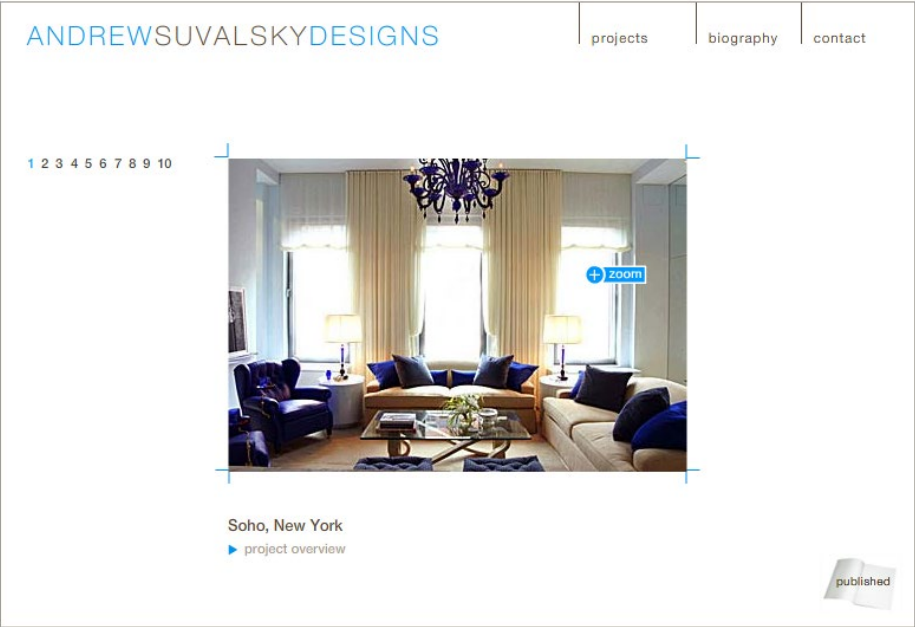 ANDREWSUVALSKYDESIGNS
projects
biography
contact
1 2 3 4 5 6 7 8 9 10
zoom
Soho, New York
project overview
published